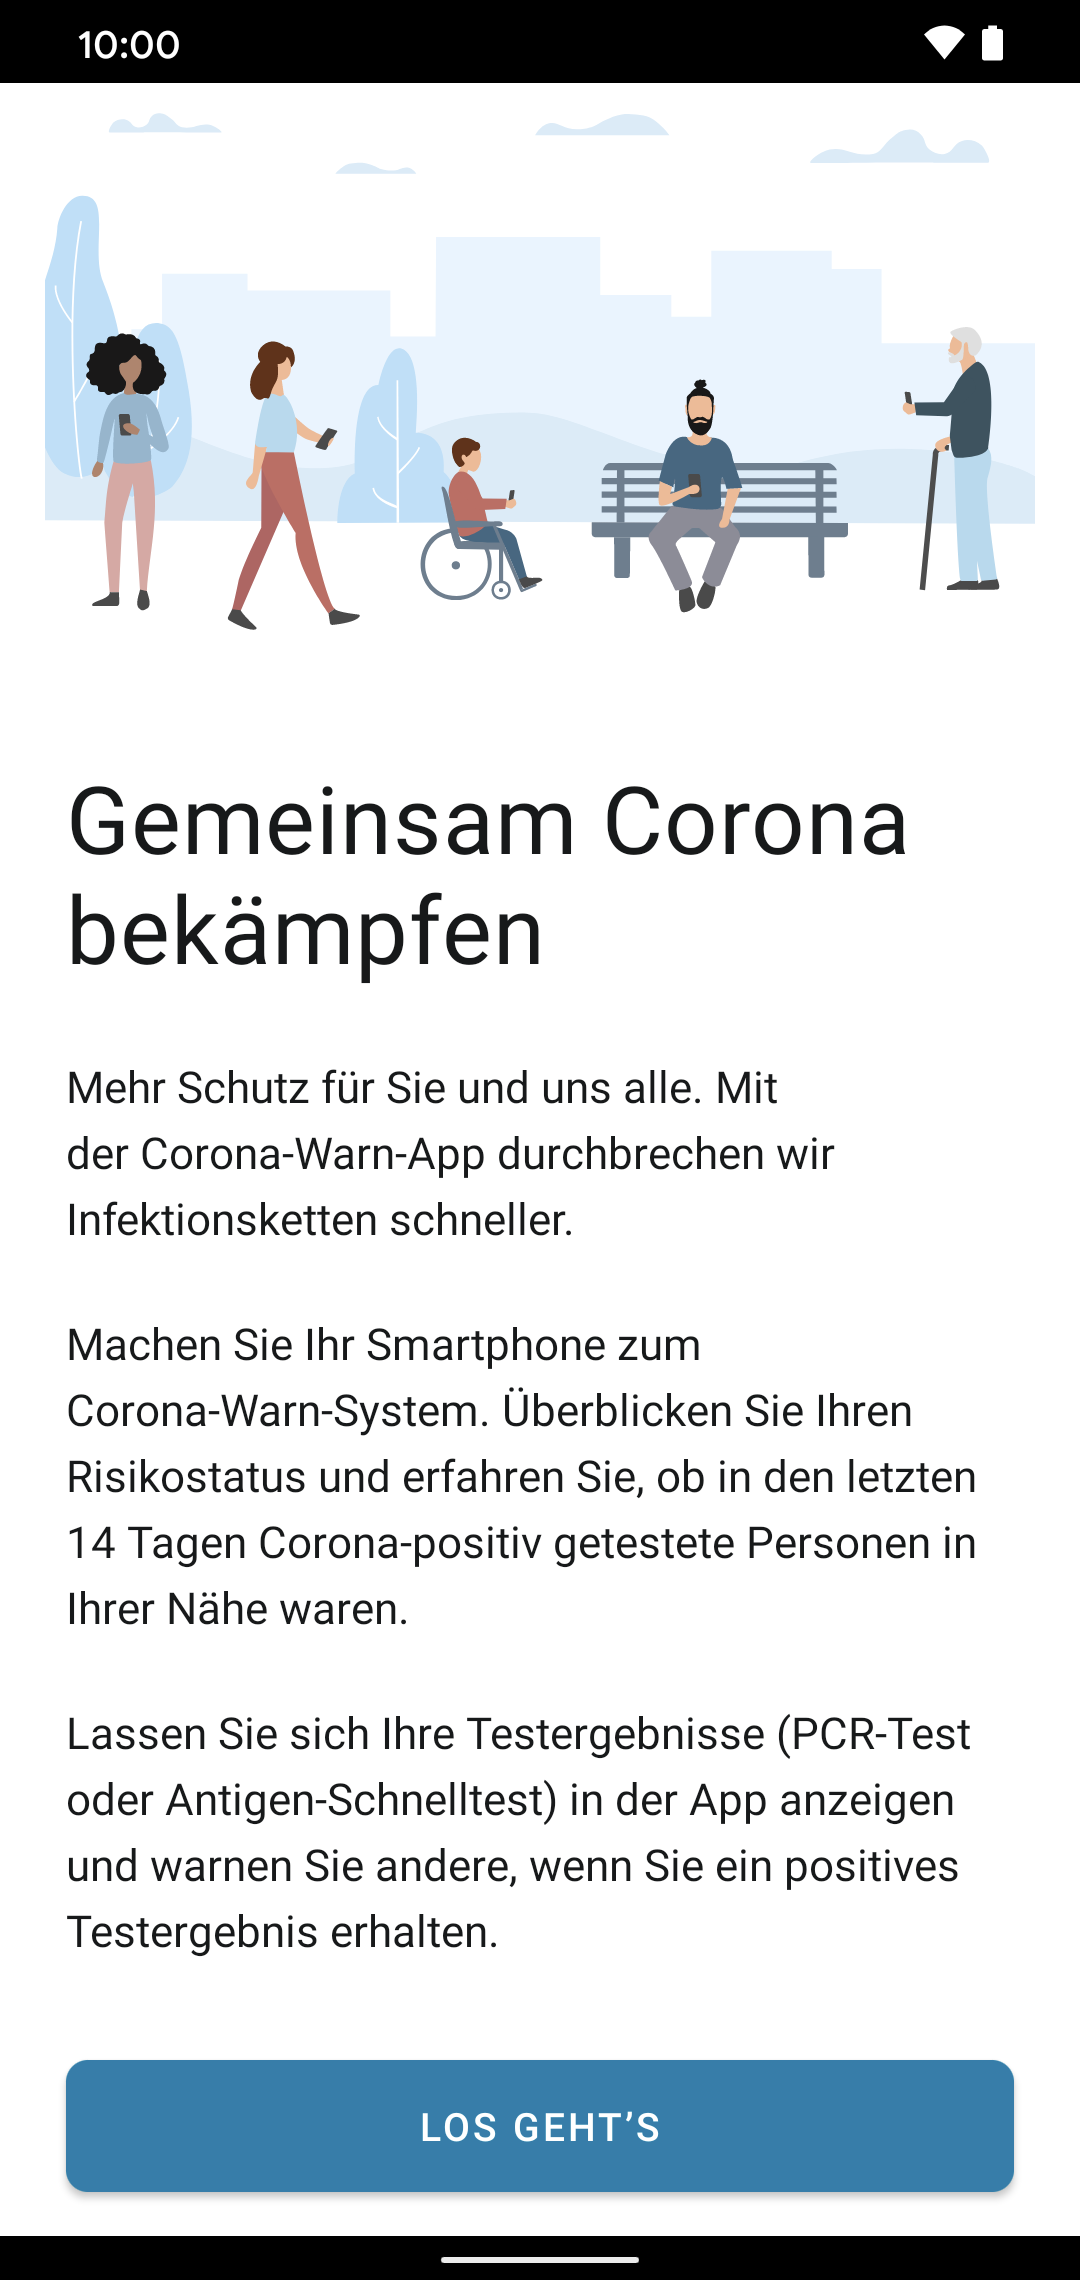 10:00
Gemeinsam Corona
bekämpfen
Mehr Schutz für Sie und uns alle. Mit
der Corona-Warn-App durchbrechen wir
Infektionsketten schneller.
Machen Sie Ihr Smartphone zum
Corona-Warn-System. Überblicken Sie Ihren
Risikostatus und erfahren Sie, ob in den letzten
14 Tagen Corona-positiv getestete Personen in
Ihrer Nähe waren.
Lassen Sie sich Ihre Testergebnisse (PCR-Test
oder Antigen-Schnelltest) in der App anzeigen
und warnen Sie andere, wenn Sie ein positives
Testergebnis erhalten.
LOS GEHT’S